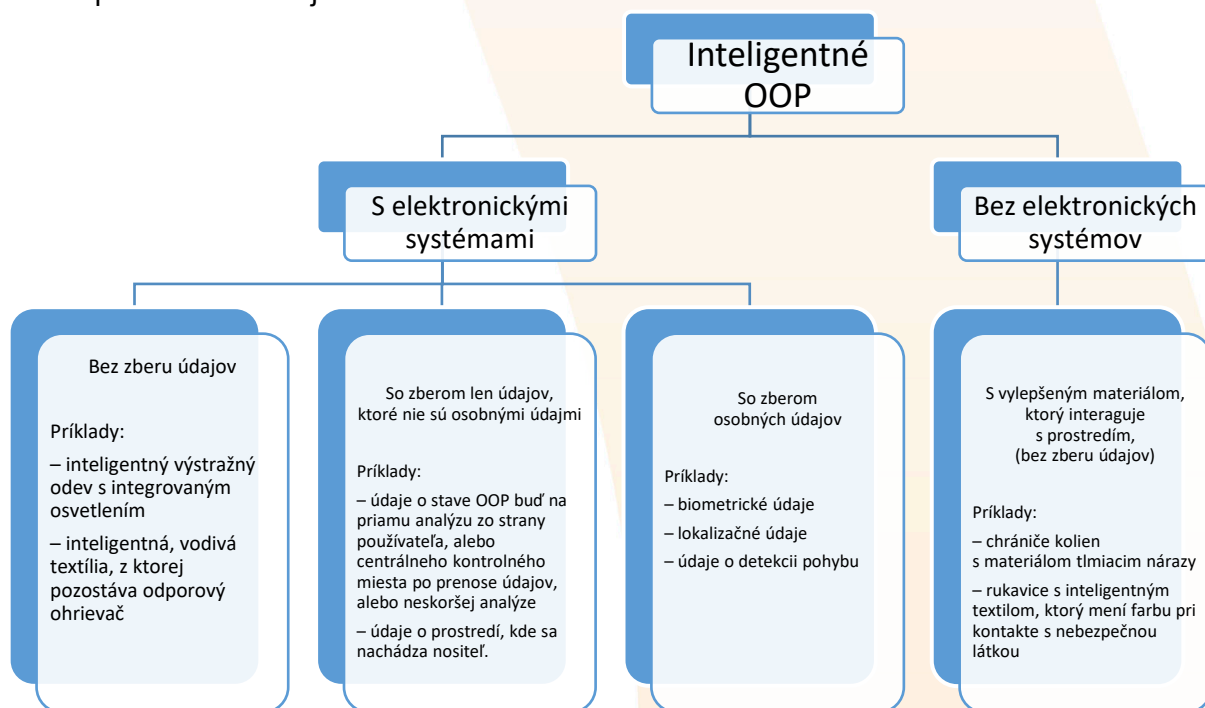 Inteligentné
OOP
S elektronickými
systémami
Bez elektronických
systémov
Bez zberu údajov
Príklady:
– inteligentný výstražný
odev s integrovaným
osvetlením
– inteligentná, vodivá
textília, z ktorej
pozostáva odporový
ohrievač
So zberom len údajov,
ktoré nie sú osobnými údajmi
Príklady:
– údaje o stave OOP buď na
priamu analýzu zo strany
používateľa, alebo
centrálneho kontrolného
miesta po prenose údajov,
alebo neskoršej analýze
– údaje o prostredí, kde sa
nachádza nositeľ.
So zberom
osobných údajov
Príklady:
– biometrické údaje
– lokalizačné údaje
– údaje o detekcii pohybu
S vylepšeným materiálom,
ktorý interaguje
s prostredím,
(bez zberu údajov)
Príklady:
– chrániče kolien
s materiálom tlmiacim nárazy
– rukavice s inteligentným
textilom, ktorý mení farbu pri
kontakte s nebezpečnou
látkou